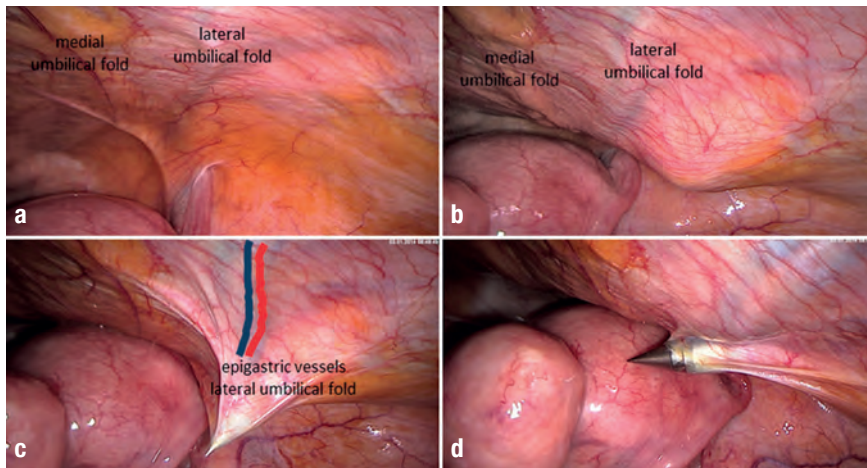 medial
umbilical fold
lateral
umbilical fold
a
medial
umbilical fold
lateral
umbilical fold
b
epigastric vessels
lateral umbilical fold
c
d